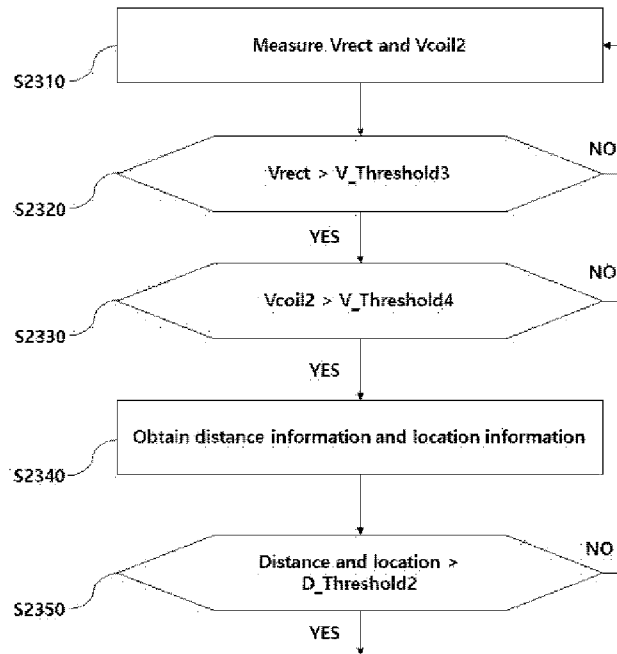 Measure Vrect and Vcoil2
S2310
Vrect > V_Threshold3
NO
S2320
YES
Vcoil2 > V_Threshold4
NO
S2330
YES
Obtain distance information and location information
S2340
Distance and location >
D_Threshold2
NO
S2350
YES